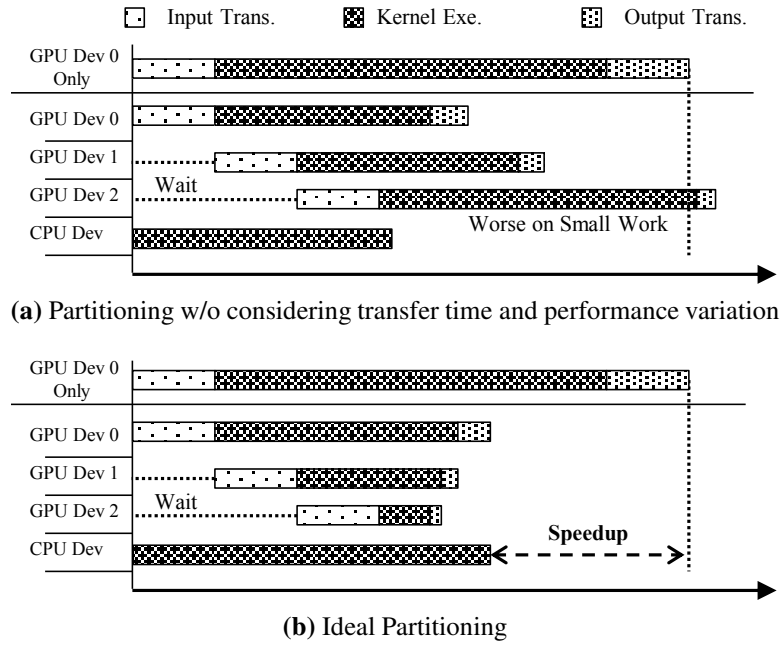 Input Trans. Kernel Exe. Output Trans.
GPU Dev 0
Only
GPU Dev 0
GPU Dev 1
Wait
GPU Dev 2
Worse on Small Work
CPU Dev
(a) Partitioning w/o considering transfer time and performance variation
GPU Dev 0
Only
GPU Dev 0
GPU Dev 1
Wait
GPU Dev 2
Speedup
CPU Dev
(b) Ideal Partitioning